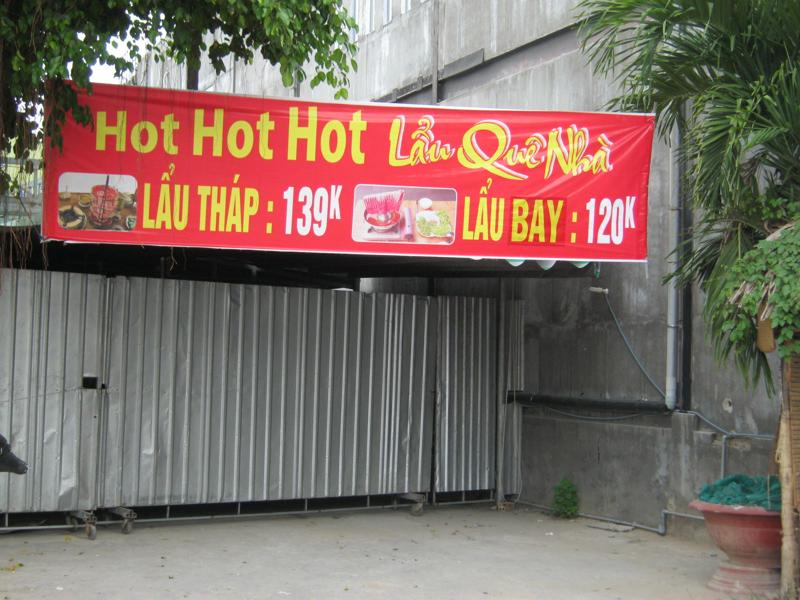 Hot Hot Hot Lẩu Quê Nhà
LẨU THÁP : 139K LẨU BAY : 120K